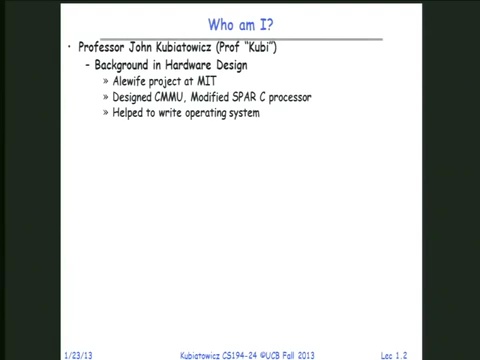 Who am I?
• Professor John Kubiatowicz (Prof "Kubi")
– Background in Hardware Design
» Alewife project at MIT
» Designed CMMU, Modified SPAR C processor
» Helped to write operating system
1/23/13 Kubiatowicz CS194-24 ©UCB Fall 2013 Lec 1.2